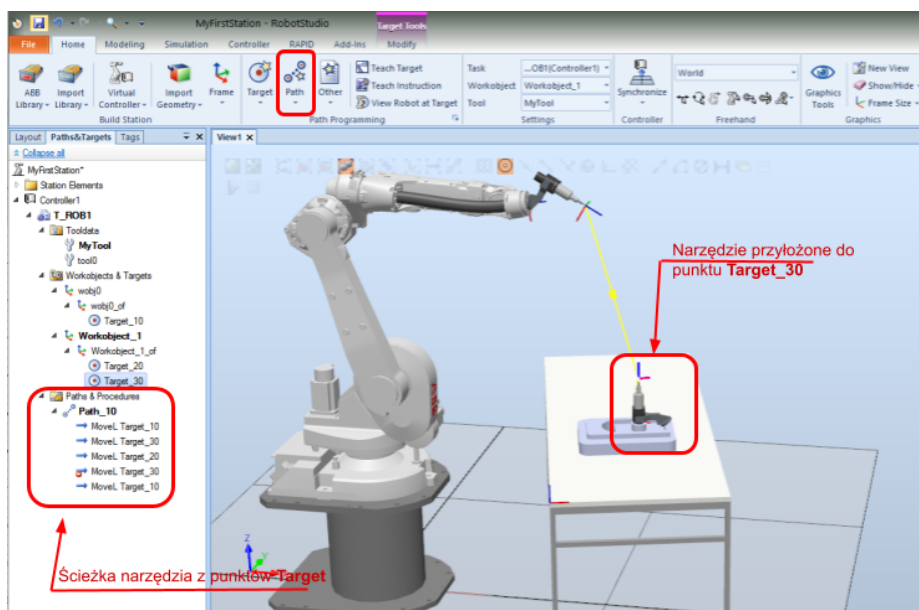 MyFirstStation - RobotStudio
Target Tools
File Home Modeling Simulation Controller RAPID Add-Ins Modify
ABB Library
Import Library
Virtual Controller
Import Geometry
Frame
Build Station
Target
Path
Other
Teach Target
Teach Instruction
View Robot at Target
Path Programming
Task ...OB1(Controller1)
Workobject Workobject_1
Tool MyTool
Settings
Synchronize
Controller
World
Freehand
Graphics Tools
New View
Show/Hide
Frame Size
Graphics
Layout Paths&Targets Tags
View1
Collapse all
MyFirstStation*
Station Elements
Controller1
T_ROB1
Tooldata
MyTool
tool0
Workobjects & Targets
wobj0
wobj0_of
Target_10
Workobject_1
Workobject_1_of
Target_20
Target_30
Paths & Procedures
Path_10
MoveL Target_10
MoveL Target_30
MoveL Target_20
MoveL Target_30
MoveL Target_10
Narzędzie przyłożone do
punktu Target_30
Z
Y
Ścieżka narzędzia z punktów Target